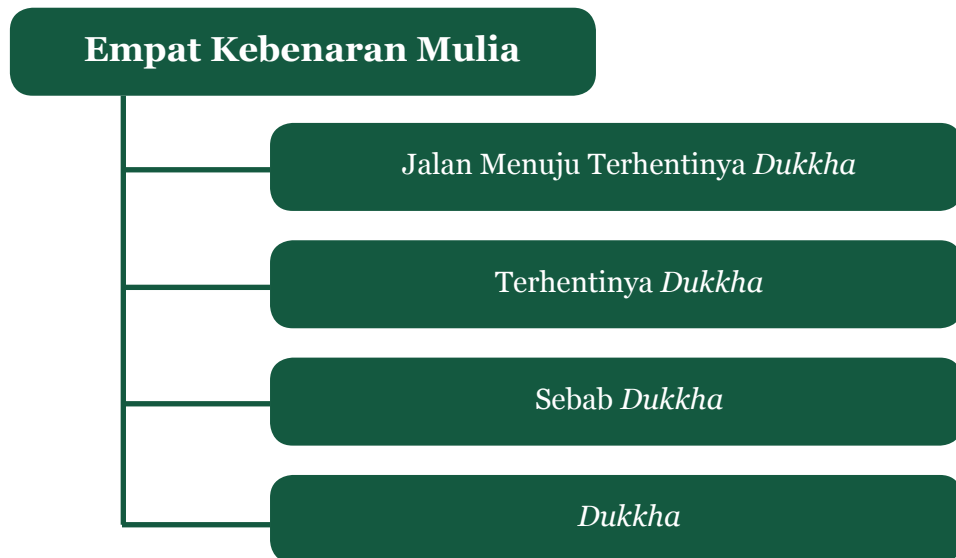 Empat Kebenaran Mulia
Jalan Menuju Terhentinya Dukkha
Terhentinya Dukkha
Sebab Dukkha
Dukkha